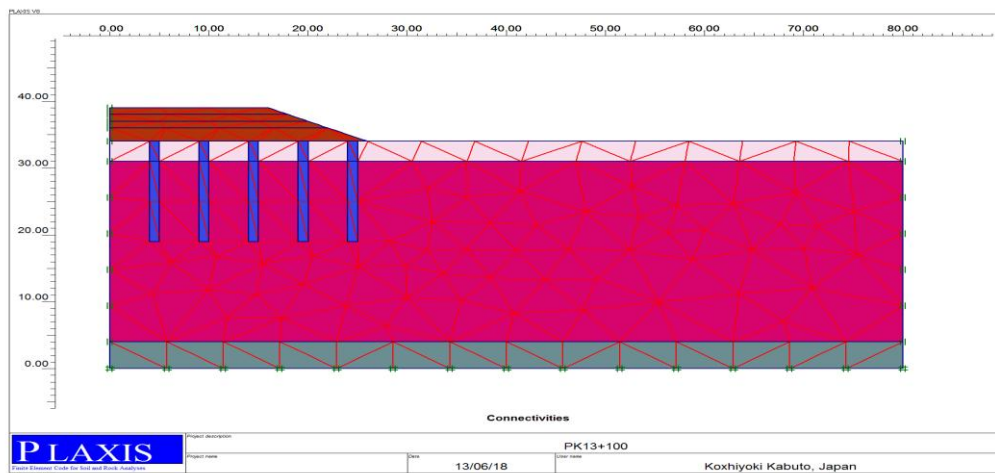 PLAXIS V8
0.00 10.00 20.00 30.00 40.00 50.00 60.00 70.00 80.00
40.00
30.00
20.00
10.00
0.00
Connectivities
PLAXIS
Finite Element Code for Soil and Rock Analyses
Project description
PK13+100
Project name
Date
13/06/18
User name
Koxhiyoki Kabuto, Japan